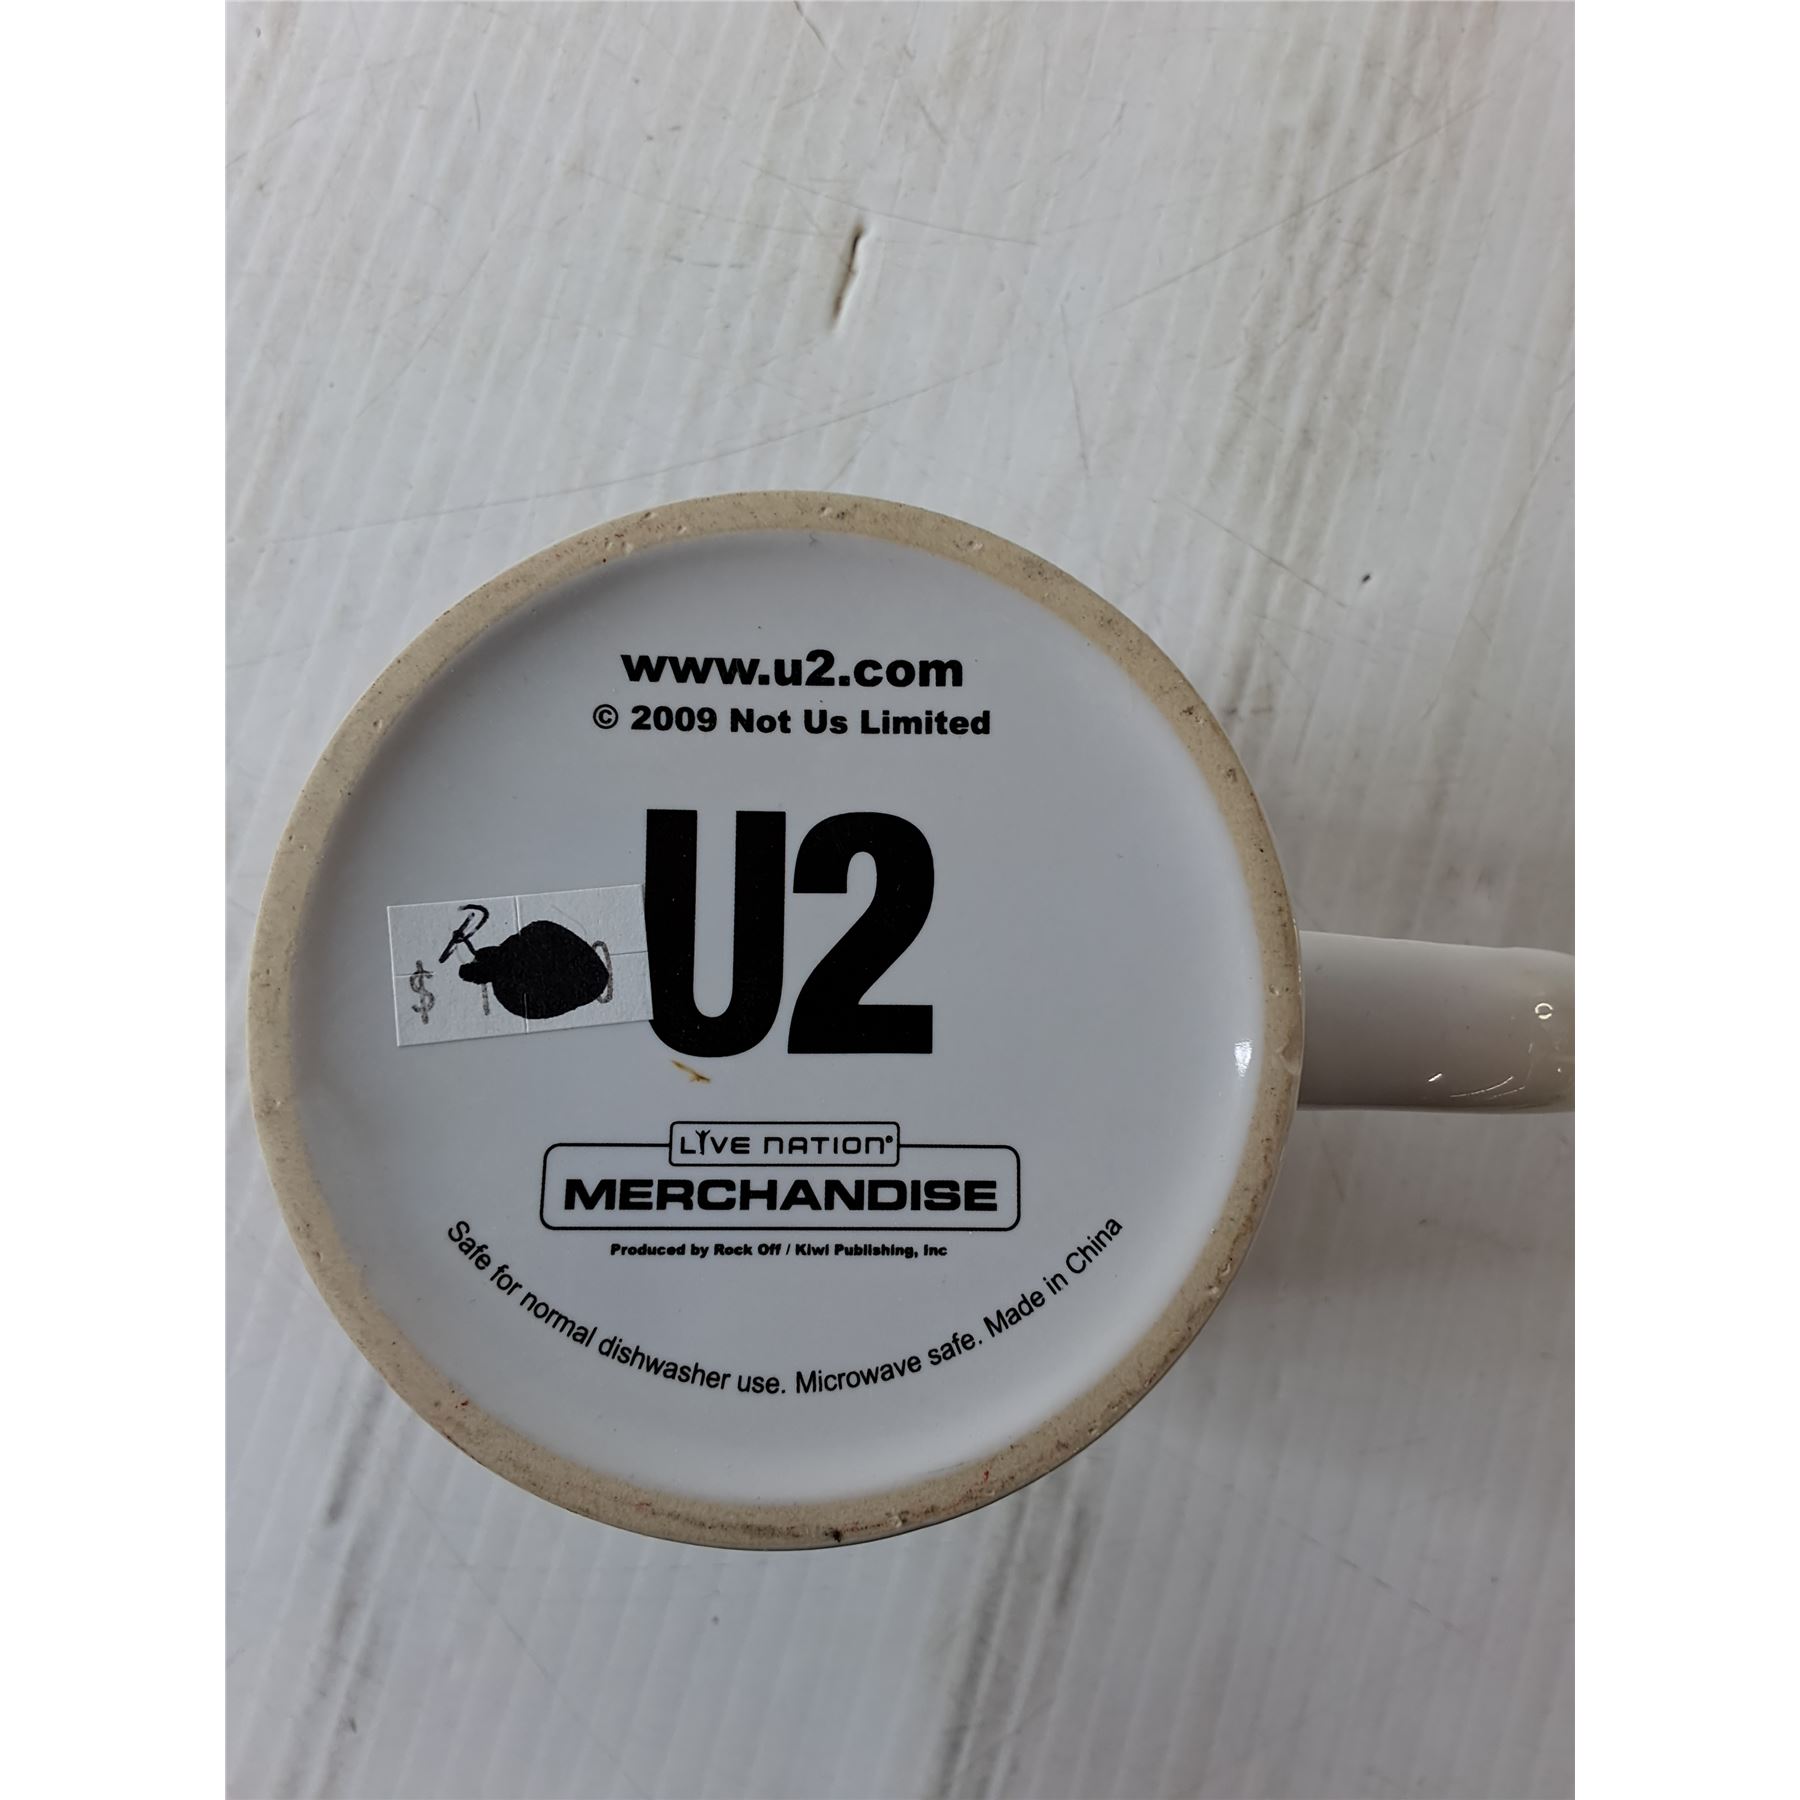 www.u2.com
© 2009 Not Us Limited
U2
R
$
LIVE NATION®
MERCHANDISE
Produced by Rock Off / Kiwi Publishing, Inc
Safe for normal dishwasher use. Microwave safe. Made in China